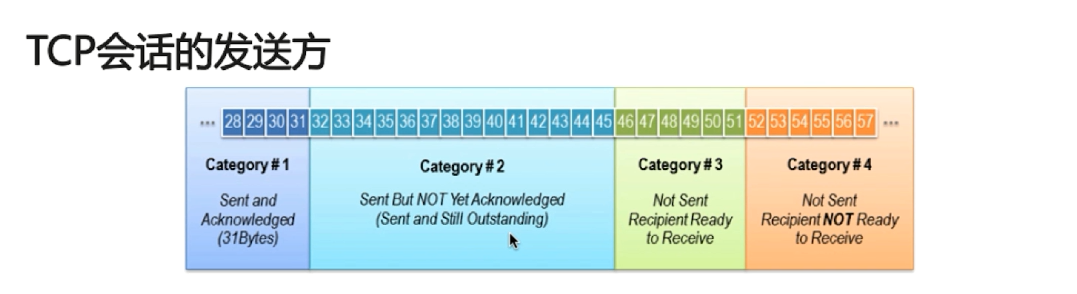 TCP会话的发送方
... 28 29 30 31 32 33 34 35 36 37 38 39 40 41 42 43 44 45 46 47 48 49 50 51 52 53 54 55 56 57 ...
Category # 1
Sent and
Acknowledged
(31Bytes)
Category # 2
Sent But NOT Yet Acknowledged
(Sent and Still Outstanding)
Category # 3
Not Sent
Recipient Ready
to Receive
Category # 4
Not Sent
Recipient NOT Ready
to Receive